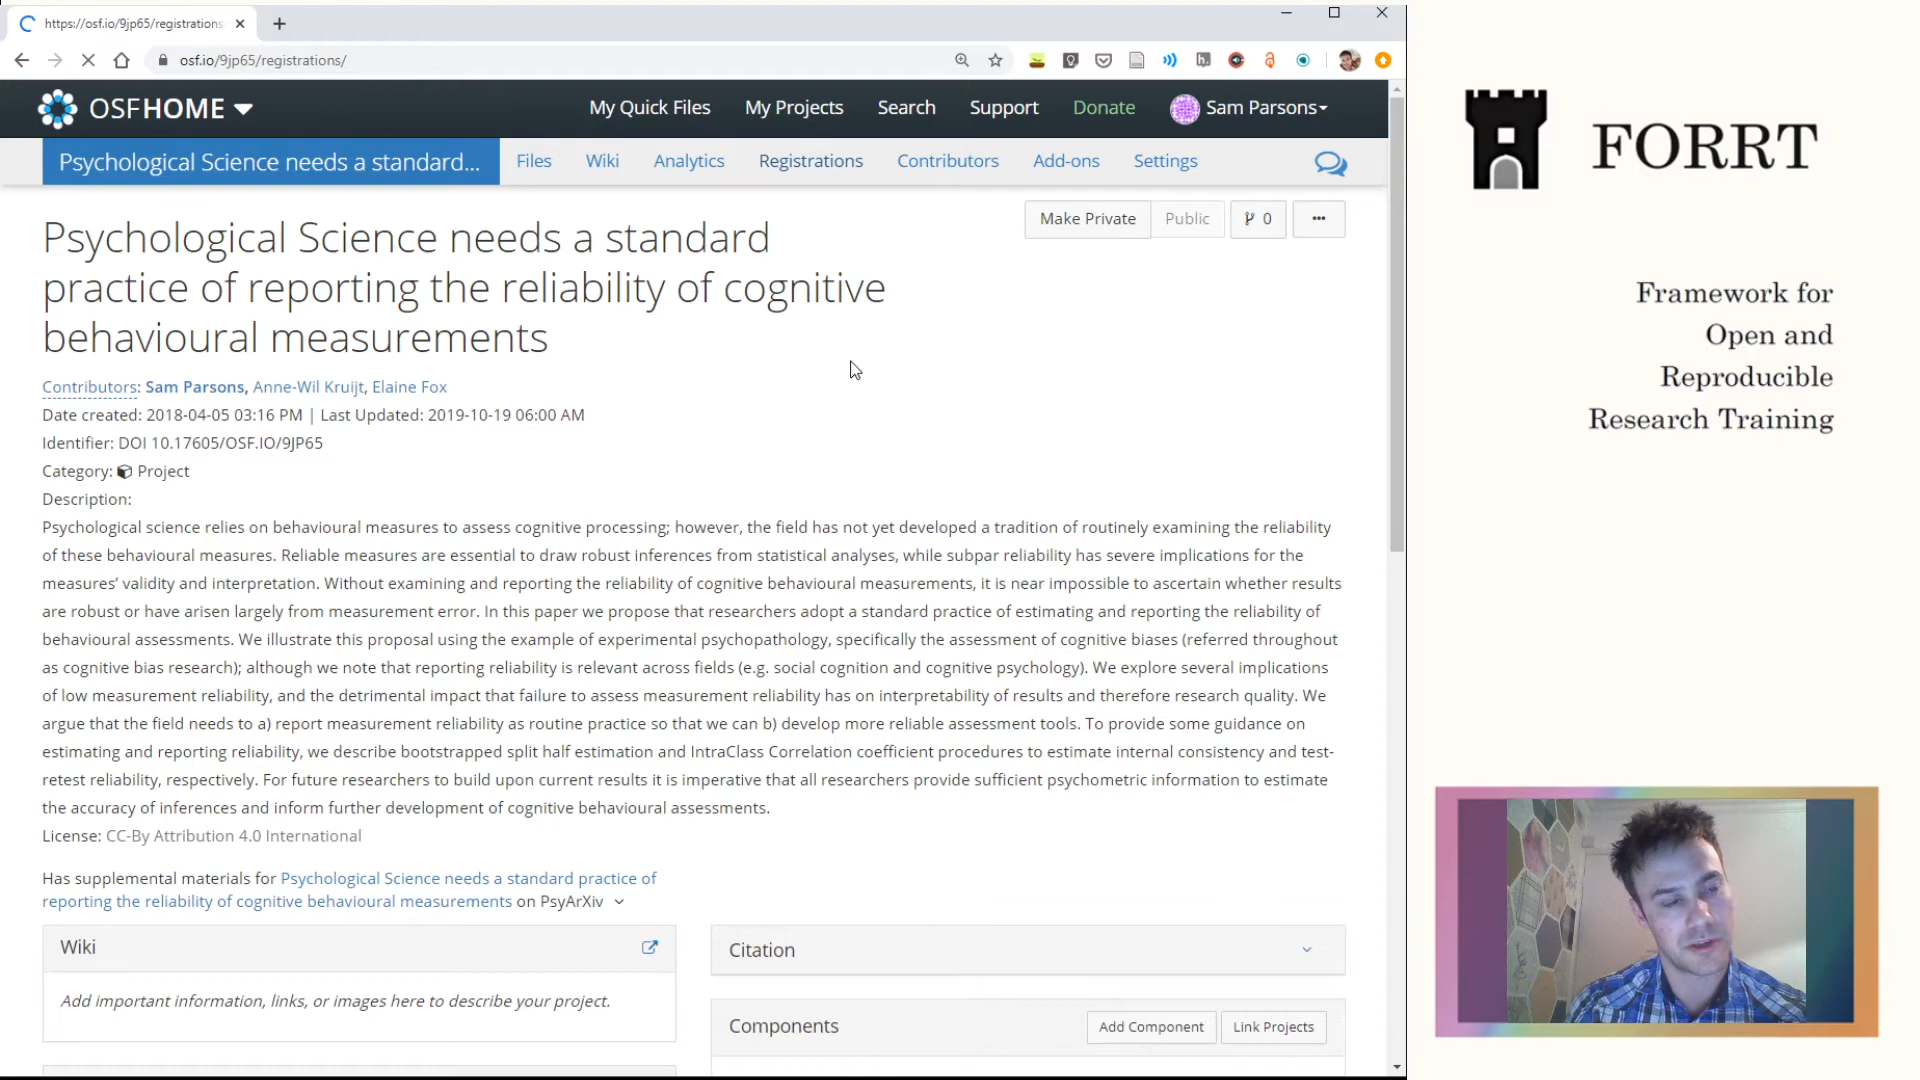 https://osf.io/9jp65/registrations
osf.io/9jp65/registrations/
OSFHOME
My Quick Files
My Projects
Search
Support
Donate
Sam Parsons
Psychological Science needs a standard...
Files
Wiki
Analytics
Registrations
Contributors
Add-ons
Settings
Make Private
Public
0
Psychological Science needs a standard
practice of reporting the reliability of cognitive
behavioural measurements
Contributors: Sam Parsons, Anne-Wil Kruijt, Elaine Fox
Date created: 2018-04-05 03:16 PM | Last Updated: 2019-10-19 06:00 AM
Identifier: DOI 10.17605/OSF.IO/9JP65
Category: Project
Description:
Psychological science relies on behavioural measures to assess cognitive processing; however, the field has not yet developed a tradition of routinely examining the reliability
of these behavioural measures. Reliable measures are essential to draw robust inferences from statistical analyses, while subpar reliability has severe implications for the
measures’ validity and interpretation. Without examining and reporting the reliability of cognitive behavioural measurements, it is near impossible to ascertain whether results
are robust or have arisen largely from measurement error. In this paper we propose that researchers adopt a standard practice of estimating and reporting the reliability of
behavioural assessments. We illustrate this proposal using the example of experimental psychopathology, specifically the assessment of cognitive biases (referred throughout
as cognitive bias research); although we note that reporting reliability is relevant across fields (e.g. social cognition and cognitive psychology). We explore several implications
of low measurement reliability, and the detrimental impact that failure to assess measurement reliability has on interpretability of results and therefore research quality. We
argue that the field needs to a) report measurement reliability as routine practice so that we can b) develop more reliable assessment tools. To provide some guidance on
estimating and reporting reliability, we describe bootstrapped split half estimation and IntraClass Correlation coefficient procedures to estimate internal consistency and test-
retest reliability, respectively. For future researchers to build upon current results it is imperative that all researchers provide sufficient psychometric information to estimate
the accuracy of inferences and inform further development of cognitive behavioural assessments.
License: CC-By Attribution 4.0 International
Has supplemental materials for Psychological Science needs a standard practice of
reporting the reliability of cognitive behavioural measurements on PsyArXiv
Wiki
Add important information, links, or images here to describe your project.
Citation
Components
Add Component
Link Projects
FORRT
Framework for
Open and
Reproducible
Research Training